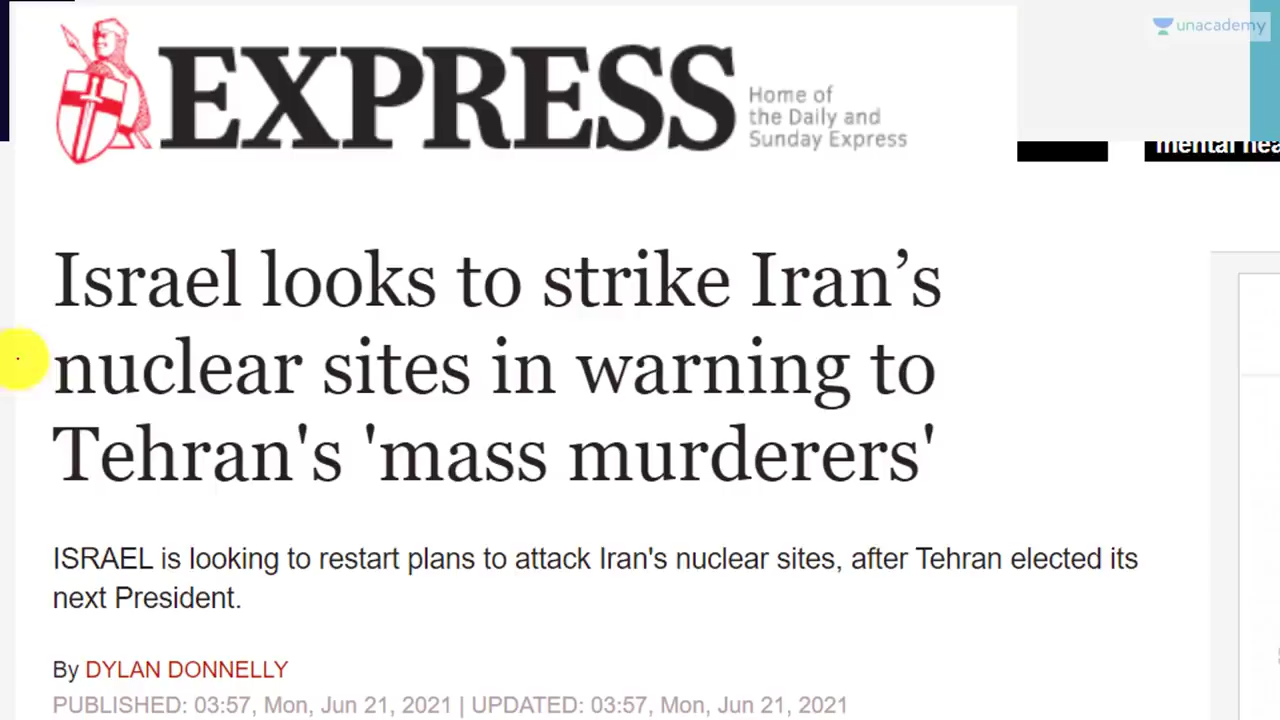 unacademy
EXPRESS
Home of
the Daily and
Sunday Express
mental hea
Israel looks to strike Iran’s
nuclear sites in warning to
Tehran's 'mass murderers'
ISRAEL is looking to restart plans to attack Iran's nuclear sites, after Tehran elected its
next President.
By DYLAN DONNELLY
PUBLISHED: 03:57, Mon, Jun 21, 2021 | UPDATED: 03:57, Mon, Jun 21, 2021